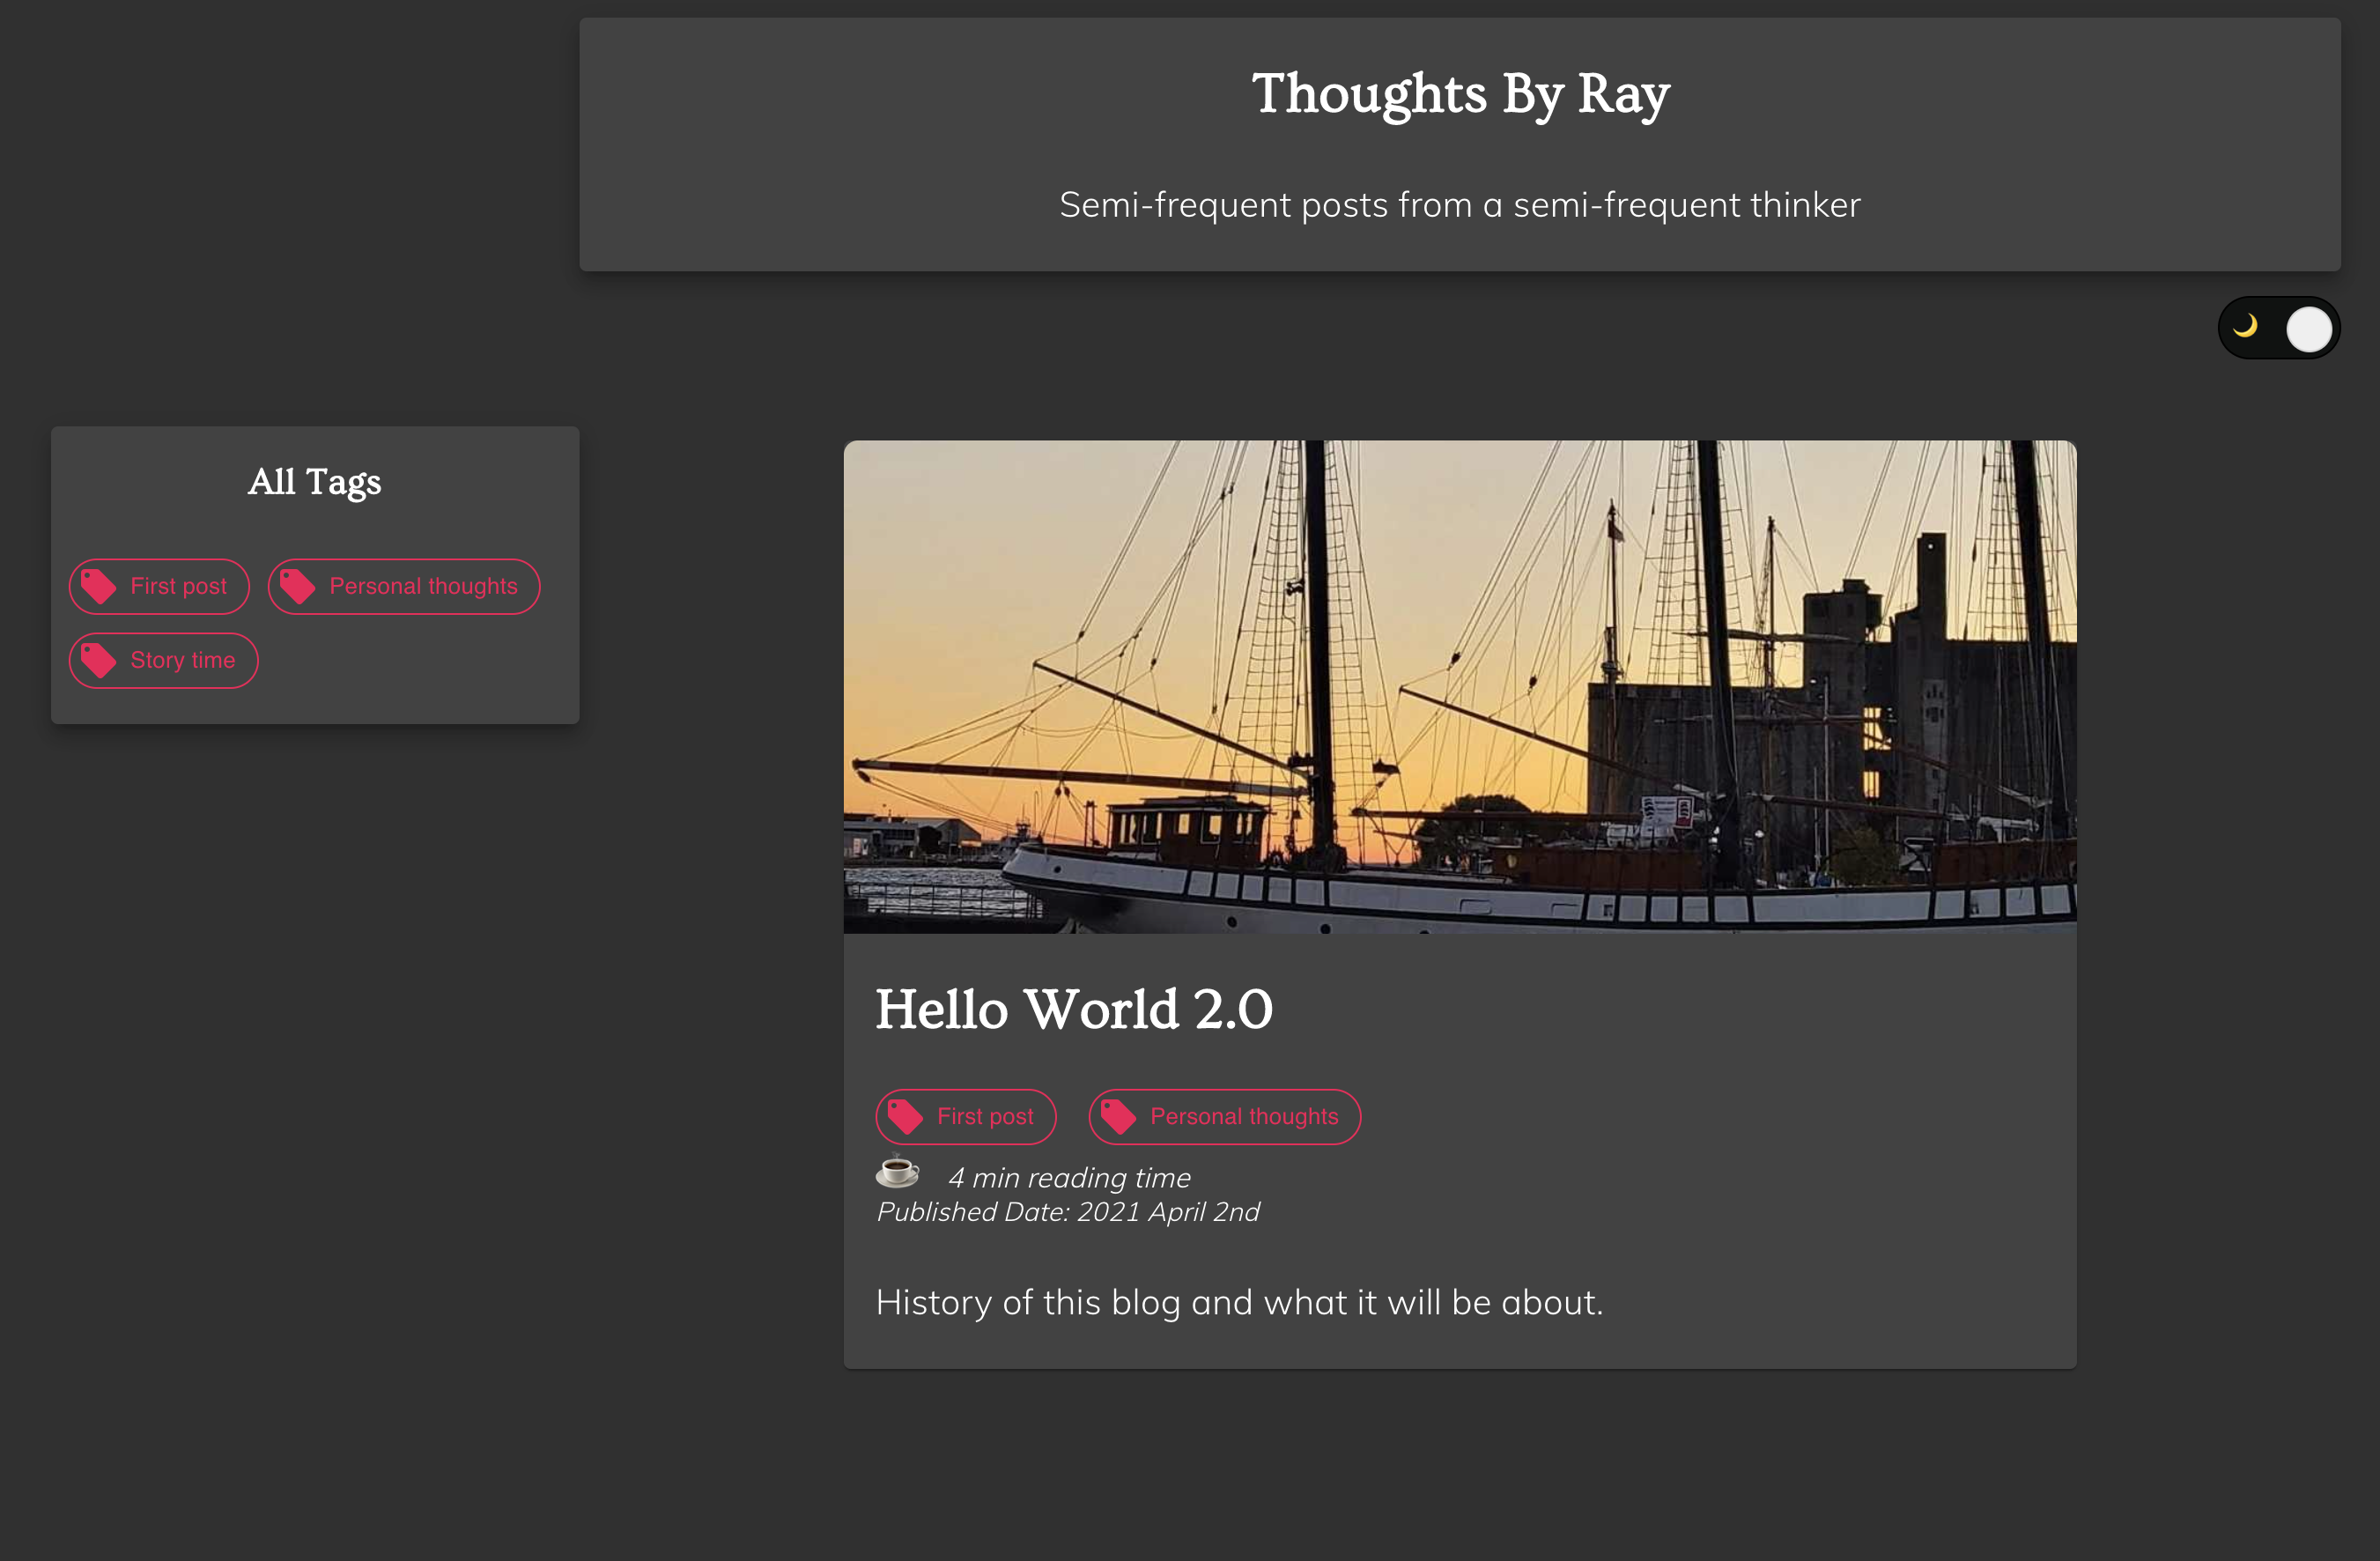 Thoughts By Ray
Semi-frequent posts from a semi-frequent thinker
All Tags
First post
Personal thoughts
Story time
Hello World 2.0
First post
Personal thoughts
4 min reading time
Published Date: 2021 April 2nd
History of this blog and what it will be about.